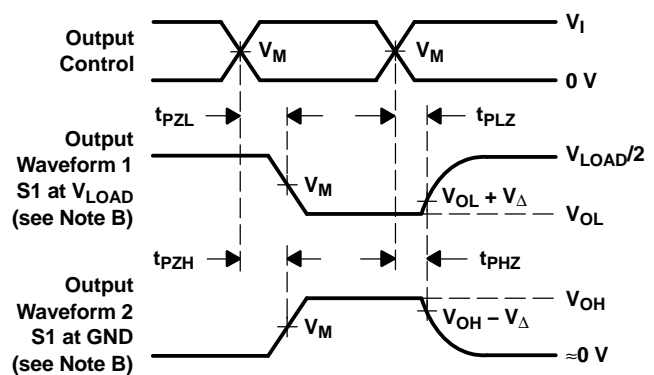 Output
Control
V_M
V_M
V_I
0 V
t_PZL
t_PLZ
Output
Waveform 1
S1 at V_LOAD
(see Note B)
V_M
V_LOAD/2
V_OL + V_Δ
V_OL
t_PZH
t_PHZ
Output
Waveform 2
S1 at GND
(see Note B)
V_M
V_OH
V_OH – V_Δ
≈0 V